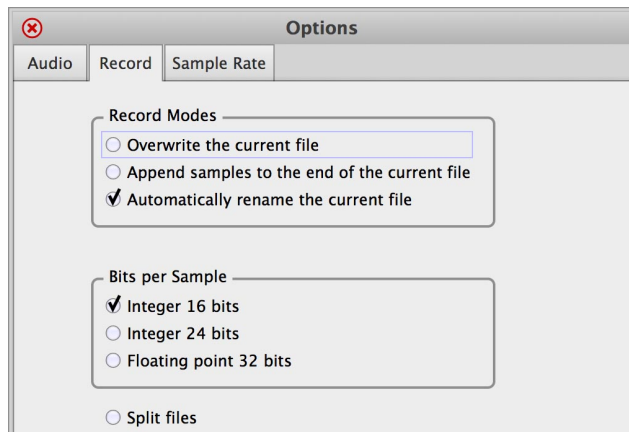 Options
Audio Record Sample Rate
Record Modes
Overwrite the current file
Append samples to the end of the current file
Automatically rename the current file
Bits per Sample
Integer 16 bits
Integer 24 bits
Floating point 32 bits
Split files